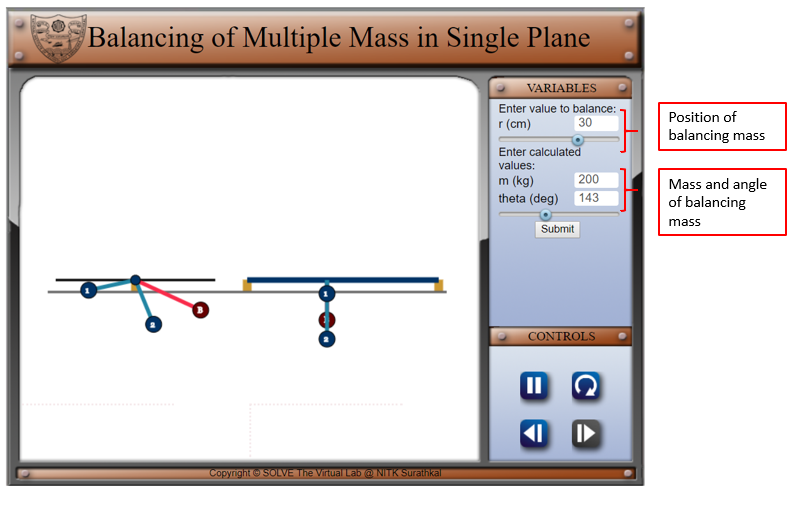 Balancing of Multiple Mass in Single Plane
VARIABLES
Enter value to balance:
r (cm) 30
Enter calculated
values:
m (kg) 200
theta (deg) 143
Submit
Position of
balancing mass
Mass and angle
of balancing
mass
1
2
B
1
2
CONTROLS
Copyright © SOLVE The Virtual Lab @ NITK Surathkal